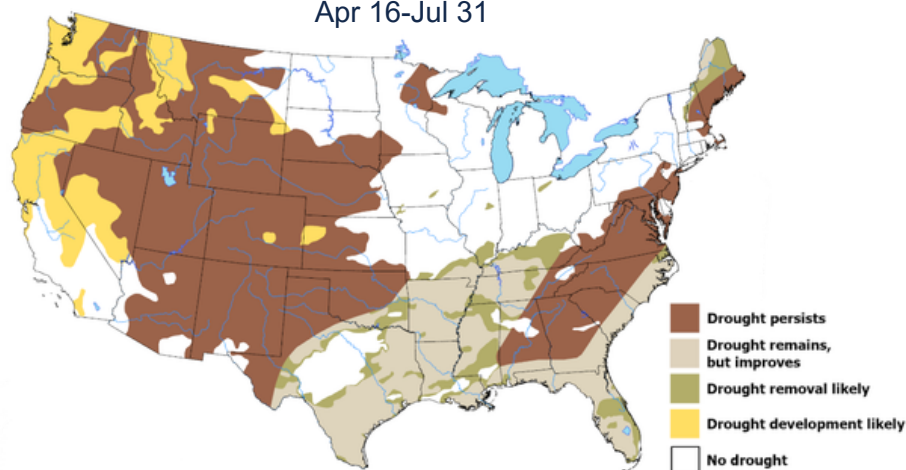 Apr 16-Jul 31
Drought persists
Drought remains,
but improves
Drought removal likely
Drought development likely
No drought